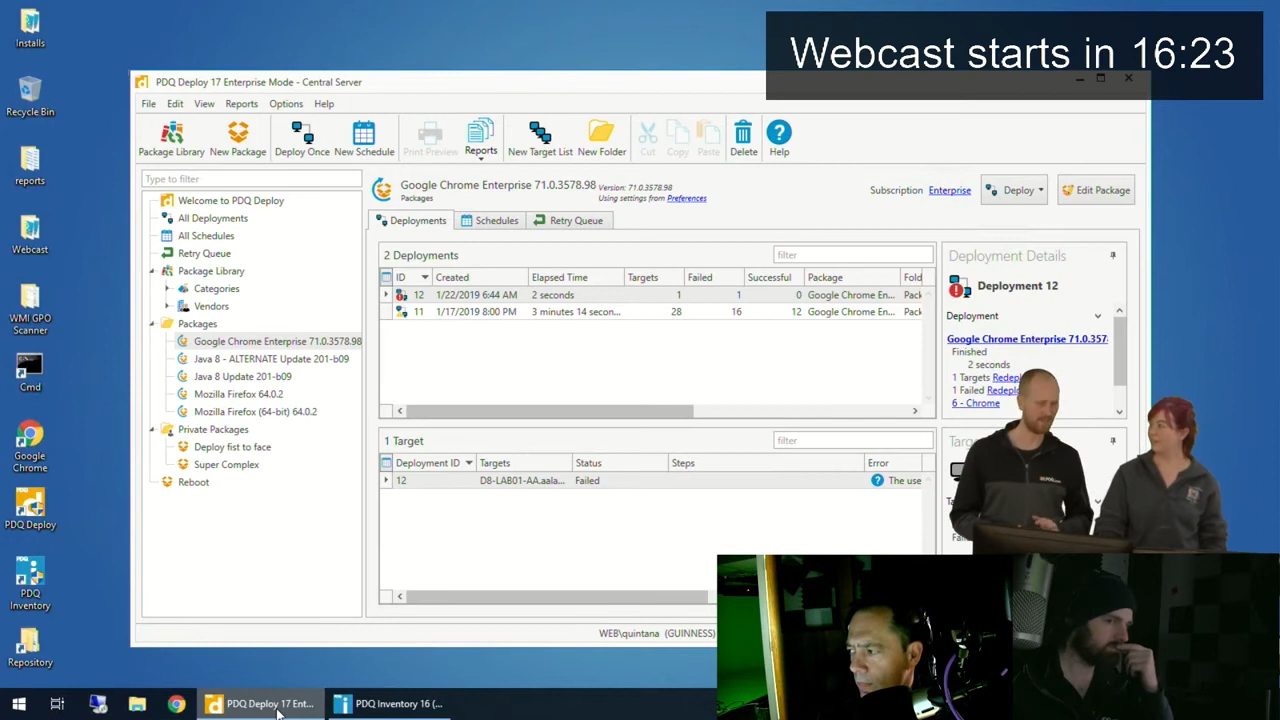 Webcast starts in 16:23
Installs
Recycle Bin
reports
Webcast
WMI GPO
Scanner
Cmd
Google
Chrome
PDQ Deploy
PDQ
Inventory
Repository
PDQ Deploy 17 Enterprise Mode - Central Server
File Edit View Reports Options Help
Package Library New Package Deploy Once New Schedule Print Preview Reports New Target List New Folder Cut Copy Paste Delete Help
Type to filter
Welcome to PDQ Deploy
All Deployments
All Schedules
Retry Queue
Package Library
Categories
Vendors
Packages
Google Chrome Enterprise 71.0.3578.98
Java 8 - ALTERNATE Update 201-b09
Java 8 Update 201-b09
Mozilla Firefox 64.0.2
Mozilla Firefox (64-bit) 64.0.2
Private Packages
Deploy fist to face
Super Complex
Reboot
Google Chrome Enterprise 71.0.3578.98 Version: 71.0.3578.98
Packages Using settings from Preferences
Subscription Enterprise Deploy Edit Package
Deployments Schedules Retry Queue
2 Deployments filter
ID Created Elapsed Time Targets Failed Successful Package Fold
12 1/22/2019 6:44 AM 2 seconds 1 1 0 Google Chrome En... Pack
11 1/17/2019 8:00 PM 3 minutes 14 secon... 28 16 12 Google Chrome En... Pack
1 Target filter
Deployment ID Targets Status Steps Error
12 D8-LAB01-AA.aala... Failed The use
Deployment Details
Deployment 12
Deployment
Google Chrome Enterprise 71.0.357
Finished
2 seconds
1 Targets Redep
1 Failed Redepl
6 - Chrome
Targ
Fail
WEB\quintana (GUINNESS)
PDQ Deploy 17 Ent... PDQ Inventory 16 (...